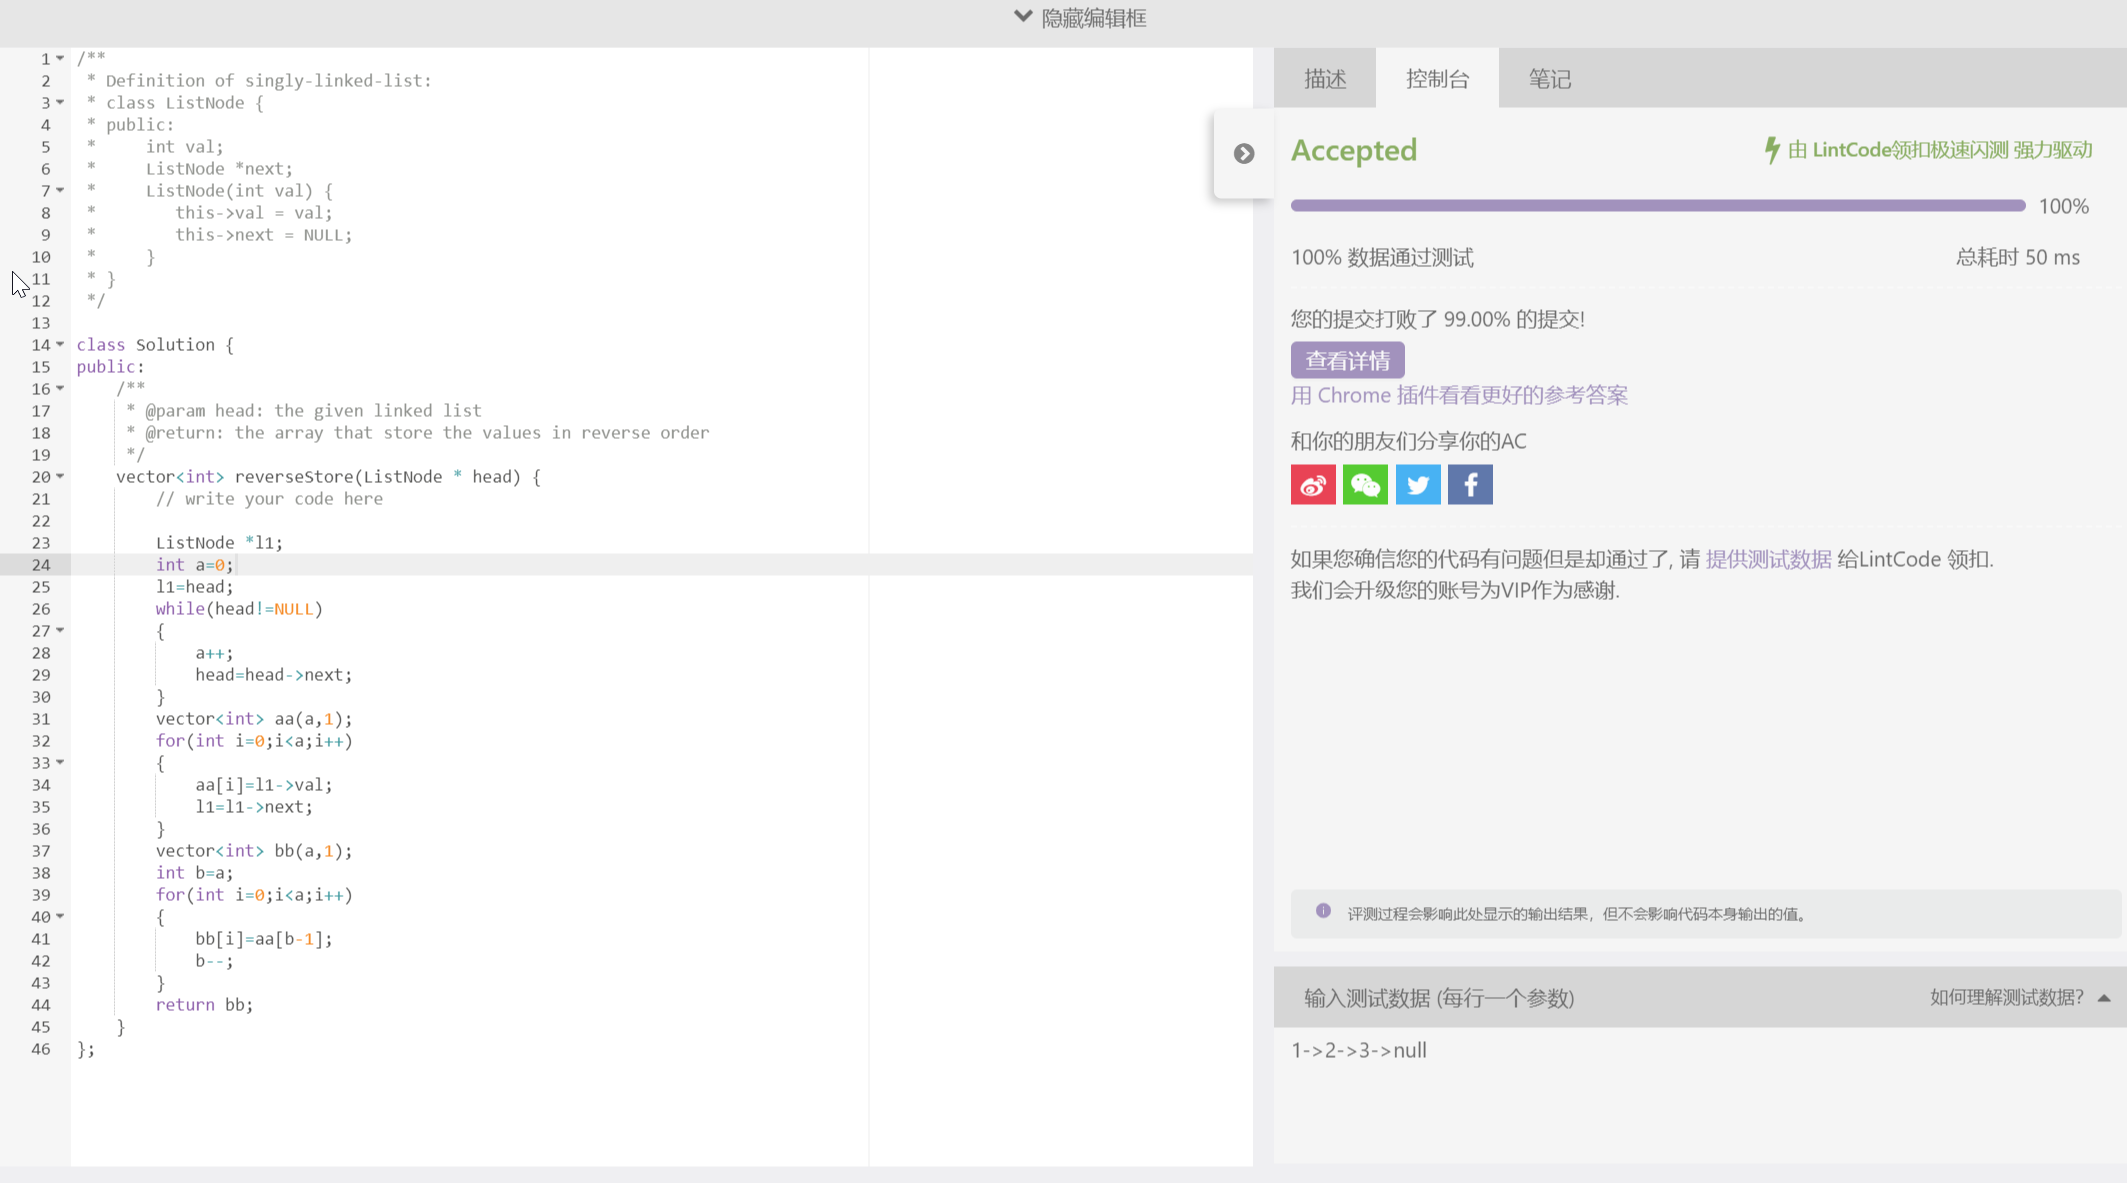 隐藏编辑框
1 /**
2  * Definition of singly-linked-list:
3  * class ListNode {
4  * public:
5  *     int val;
6  *     ListNode *next;
7  *     ListNode(int val) {
8  *        this->val = val;
9  *        this->next = NULL;
10  *     }
11  * }
12  */
13
14 class Solution {
15 public:
16     /**
17      * @param head: the given linked list
18      * @return: the array that store the values in reverse order
19      */
20     vector<int> reverseStore(ListNode * head) {
21         // write your code here
22
23         ListNode *l1;
24         int a=0;
25         l1=head;
26         while(head!=NULL)
27         {
28             a++;
29             head=head->next;
30         }
31         vector<int> aa(a,1);
32         for(int i=0;i<a;i++)
33         {
34             aa[i]=l1->val;
35             l1=l1->next;
36         }
37         vector<int> bb(a,1);
38         int b=a;
39         for(int i=0;i<a;i++)
40         {
41             bb[i]=aa[b-1];
42             b--;
43         }
44         return bb;
45     }
46 };
描述 控制台 笔记
Accepted 由 LintCode领扣极速闪测 强力驱动
100%
100% 数据通过测试 总耗时 50 ms
您的提交打败了 99.00% 的提交!
查看详情
用 Chrome 插件看看更好的参考答案
和你的朋友们分享你的AC
如果您确信您的代码有问题但是却通过了, 请 提供测试数据 给LintCode 领扣.
我们会升级您的账号为VIP作为感谢.
评测过程会影响此处显示的输出结果，但不会影响代码本身输出的值。
输入测试数据 (每行一个参数) 如何理解测试数据?
1->2->3->null